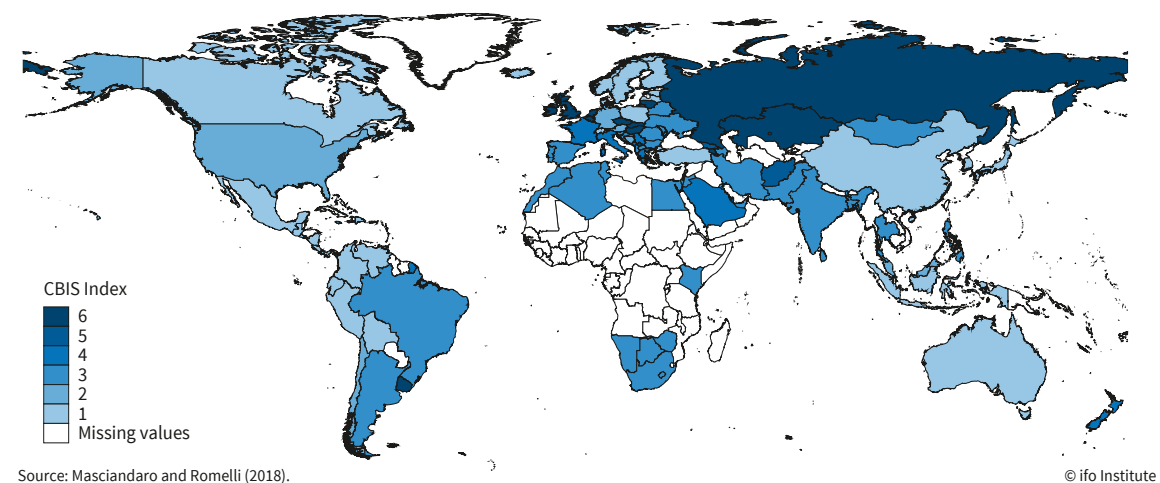 CBIS Index
6
5
4
3
2
1
Missing values
Source: Masciandaro and Romelli (2018).
© ifo Institute